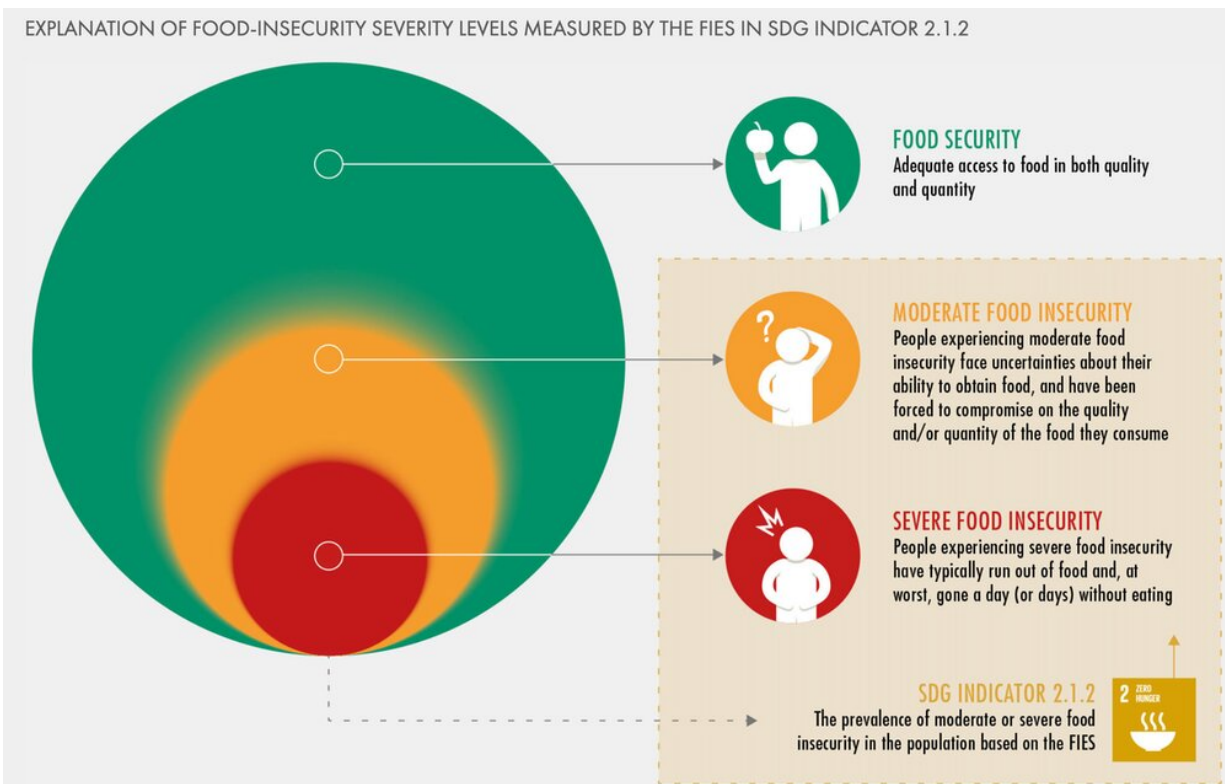 EXPLANATION OF FOOD-INSECURITY SEVERITY LEVELS MEASURED BY THE FIES IN SDG INDICATOR 2.1.2
FOOD SECURITY
Adequate access to food in both quality
and quantity
?
MODERATE FOOD INSECURITY
People experiencing moderate food
insecurity face uncertainties about their
ability to obtain food, and have been
forced to compromise on the quality
and/or quantity of the food they consume
SEVERE FOOD INSECURITY
People experiencing severe food insecurity
have typically run out of food and, at
worst, gone a day (or days) without eating
SDG INDICATOR 2.1.2
The prevalence of moderate or severe food
insecurity in the population based on the FIES
2 ZERO
HUNGER